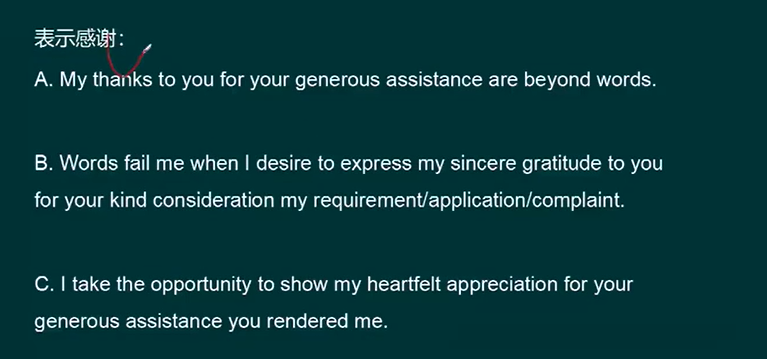 表示感谢：
A. My thanks to you for your generous assistance are beyond words.
B. Words fail me when I desire to express my sincere gratitude to you
for your kind consideration my requirement/application/complaint.
C. I take the opportunity to show my heartfelt appreciation for your
generous assistance you rendered me.